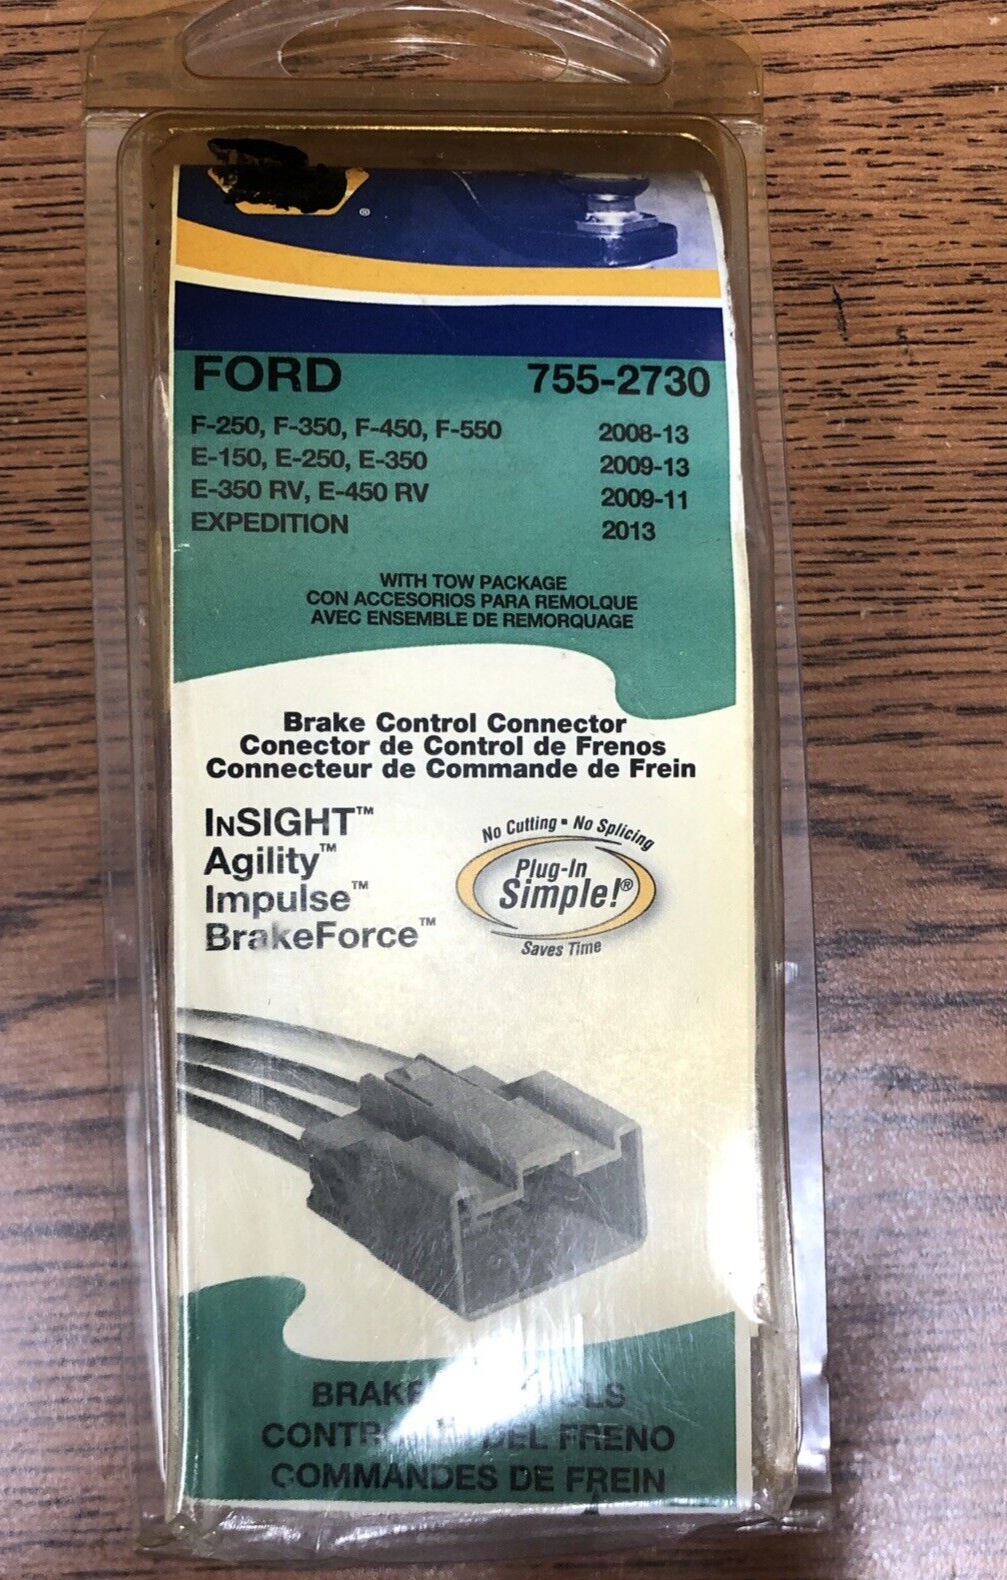 ®
FORD 755-2730
F-250, F-350, F-450, F-550 2008-13
E-150, E-250, E-350 2009-13
E-350 RV, E-450 RV 2009-11
EXPEDITION 2013
WITH TOW PACKAGE
CON ACCESORIOS PARA REMOLQUE
AVEC ENSEMBLE DE REMORQUAGE
Brake Control Connector
Conector de Control de Frenos
Connecteur de Commande de Frein
INSIGHT™
Agility™
Impulse™
BrakeForce™
No Cutting ▪ No Splicing
Plug-In
Simple!®
Saves Time
BRAKE
DEL FRENO
COMMANDES DE FREIN